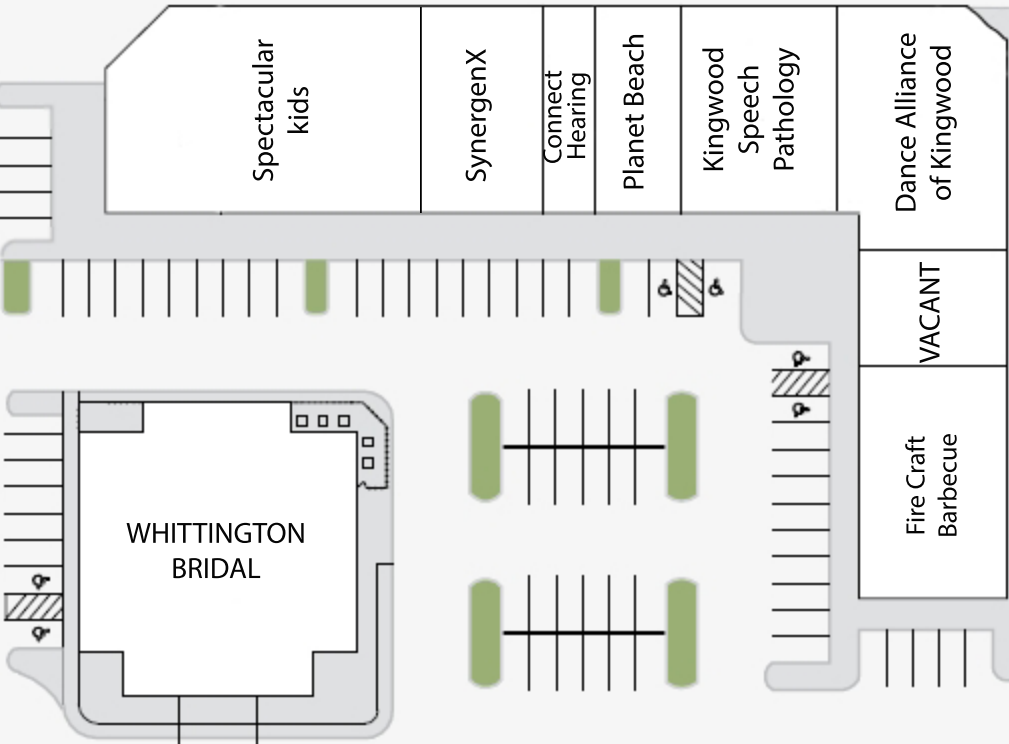 Spectacular
kids
SynergenX
Connect
Hearing
Planet Beach
Kingwood
Speech
Pathology
Dance Alliance
of Kingwood
VACANT
Fire Craft
Barbecue
WHITTINGTON
BRIDAL